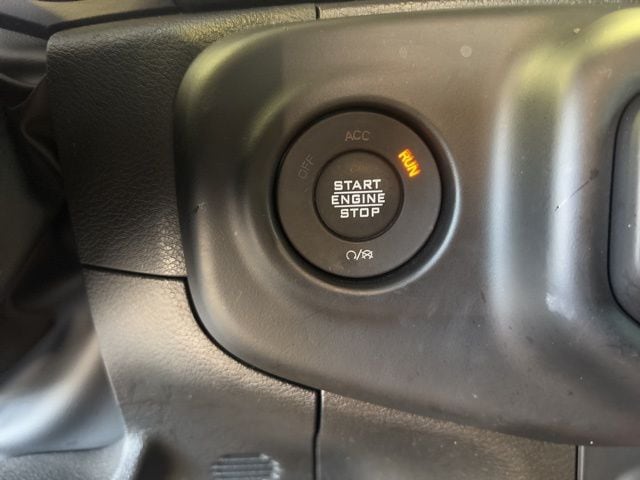 ACC
OFF
RUN
START
ENGINE
STOP